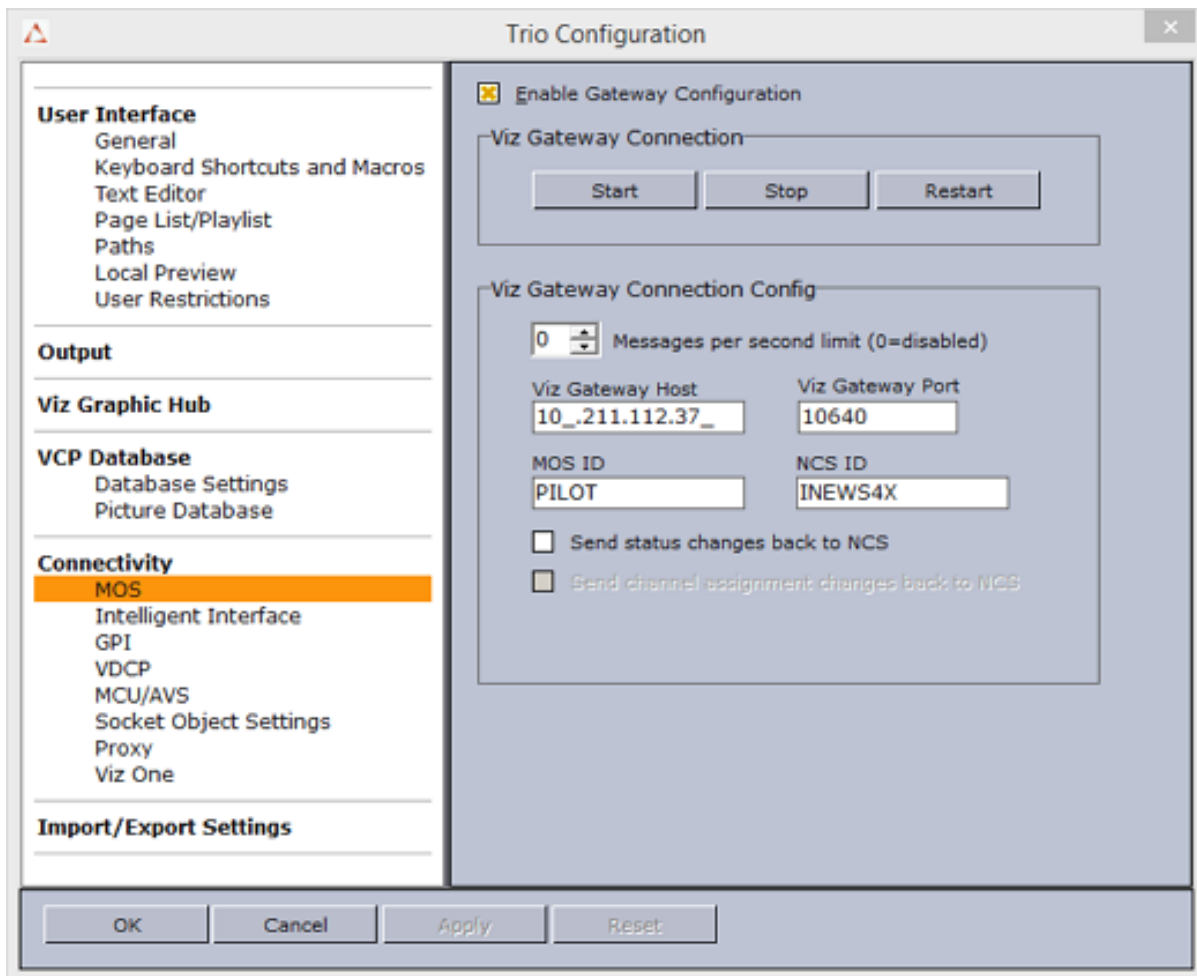 Trio Configuration
User Interface
General
Keyboard Shortcuts and Macros
Text Editor
Page List/Playlist
Paths
Local Preview
User Restrictions
Output
Viz Graphic Hub
VCP Database
Database Settings
Picture Database
Connectivity
MOS
Intelligent Interface
GPI
VDCP
MCU/AVS
Socket Object Settings
Proxy
Viz One
Import/Export Settings
Enable Gateway Configuration
Viz Gateway Connection
Start Stop Restart
Viz Gateway Connection Config
0 Messages per second limit (0=disabled)
Viz Gateway Host Viz Gateway Port
10_.211.112.37_ 10640
MOS ID NCS ID
PILOT INEWS4X
Send status changes back to NCS
Send channel assignment changes back to NCS
OK Cancel Apply Reset